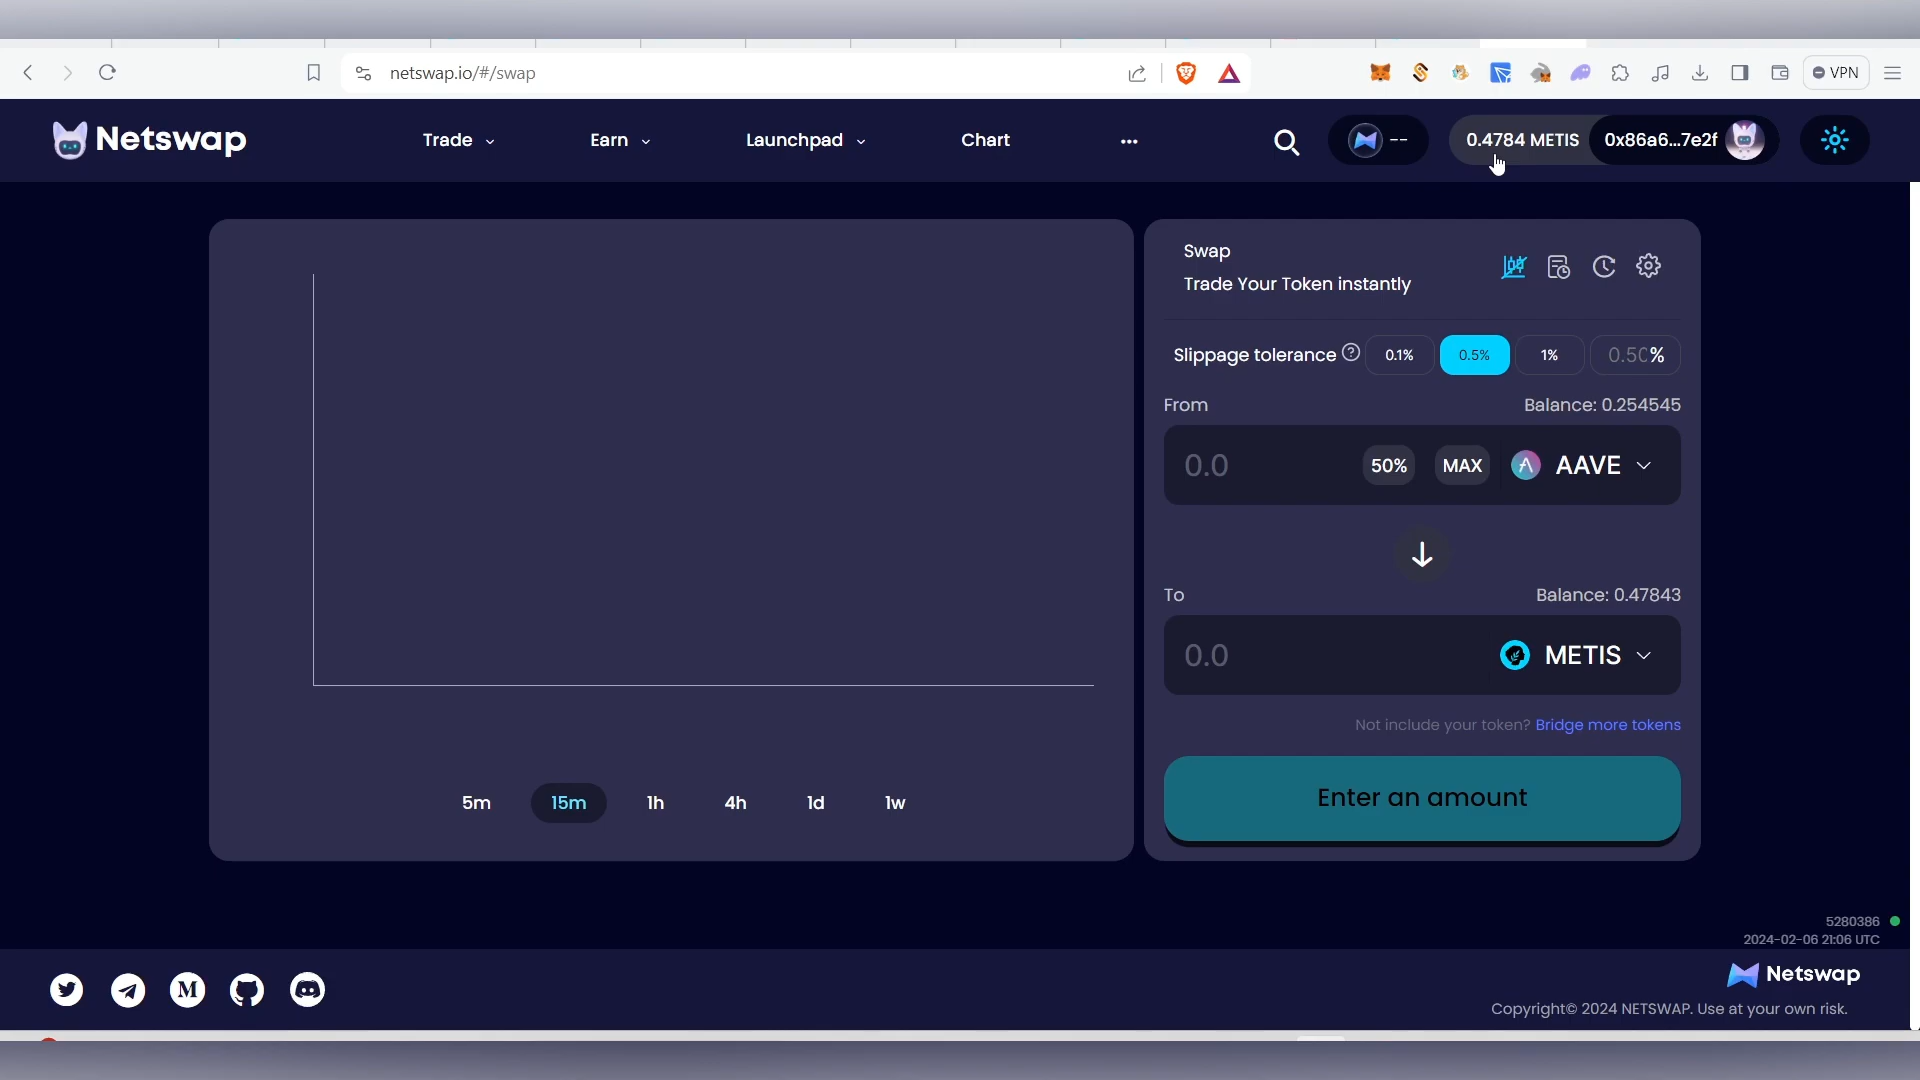 netswap.io/#/swap
VPN
Netswap
Trade
Earn
Launchpad
Chart
...
--
0.4784 METIS
0x86a6...7e2f
Swap
Trade Your Token instantly
Slippage tolerance
0.1%
0.5%
1%
0.50%
From
Balance: 0.254545
0.0
50%
MAX
AAVE
To
Balance: 0.47843
0.0
METIS
Not include your token? Bridge more tokens
Enter an amount
5m
15m
1h
4h
1d
1w
5280386
2024-02-06 21:06 UTC
Netswap
Copyright© 2024 NETSWAP. Use at your own risk.